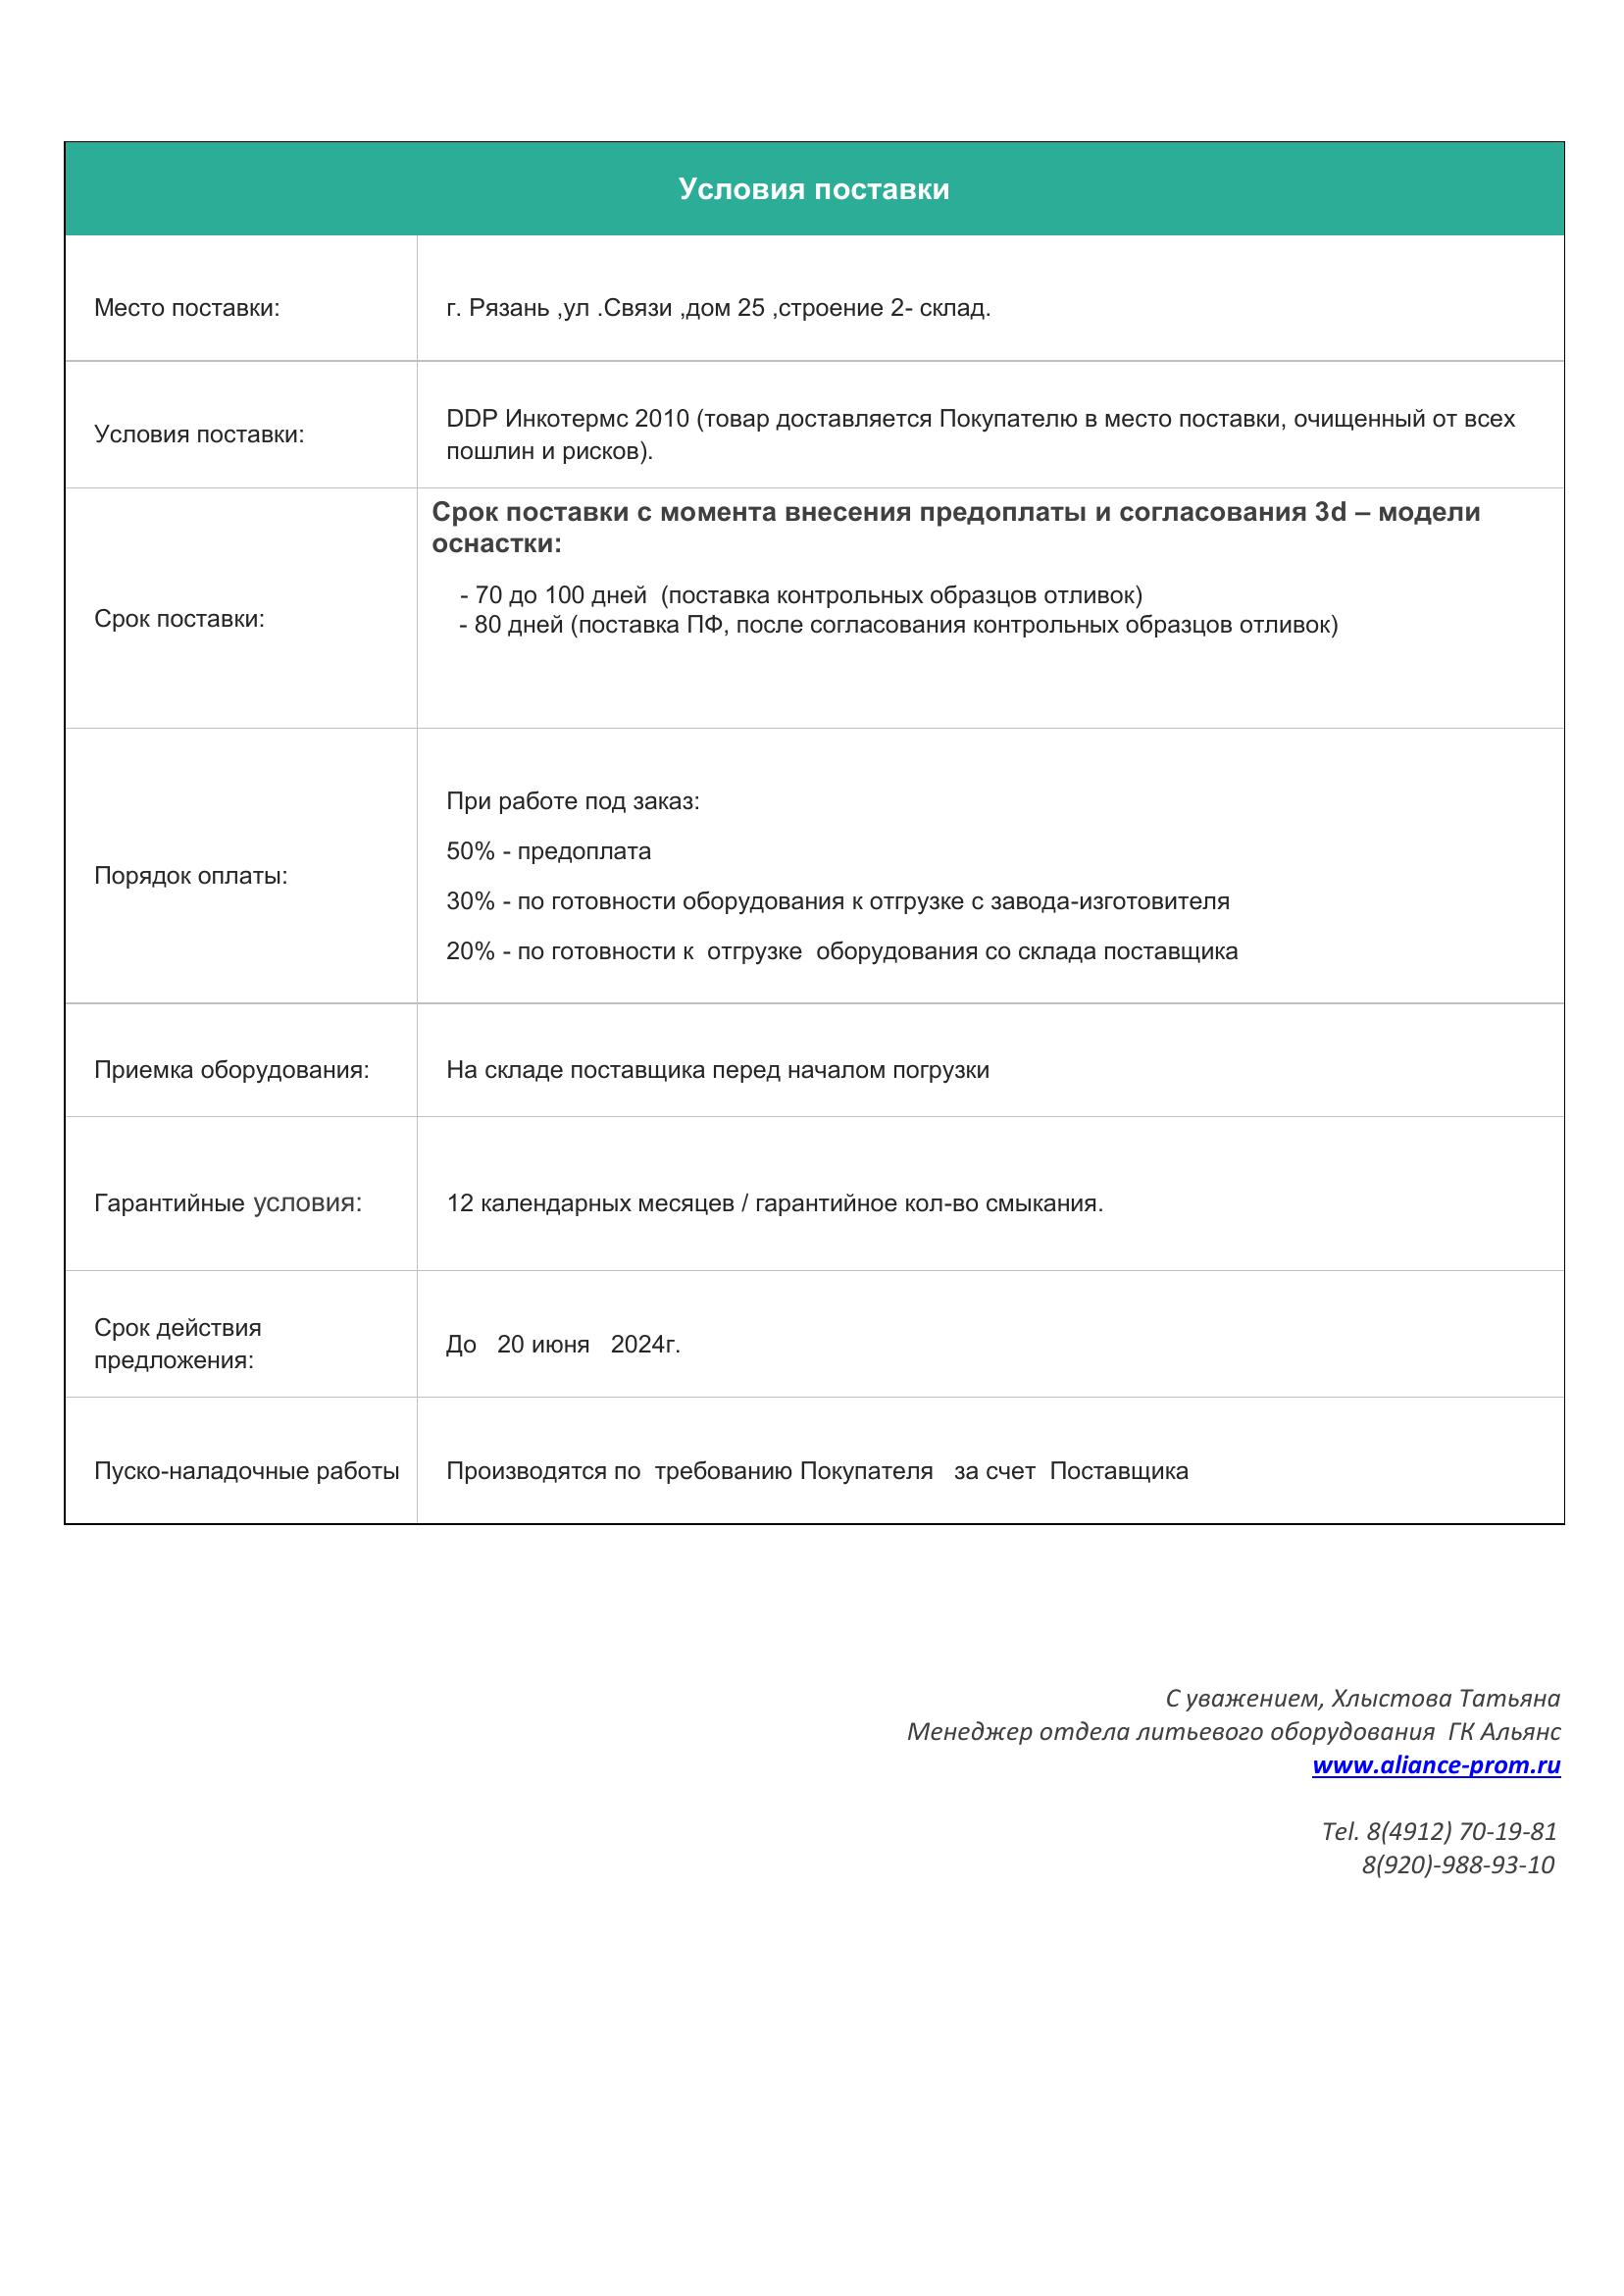 Условия поставки
Место поставки:
г. Рязань ,ул .Связи ,дом 25 ,строение 2- склад.
Условия поставки:
DDP Инкотермс 2010 (товар доставляется Покупателю в место поставки, очищенный от всех
пошлин и рисков).
Срок поставки:
Срок поставки с момента внесения предоплаты и согласования 3d – модели
оснастки:
- 70 до 100 дней (поставка контрольных образцов отливок)
- 80 дней (поставка ПФ, после согласования контрольных образцов отливок)
Порядок оплаты:
При работе под заказ:
50% - предоплата
30% - по готовности оборудования к отгрузке с завода-изготовителя
20% - по готовности к отгрузке оборудования со склада поставщика
Приемка оборудования:
На складе поставщика перед началом погрузки
Гарантийные условия:
12 календарных месяцев / гарантийное кол-во смыкания.
Срок действия
предложения:
До 20 июня 2024г.
Пуско-наладочные работы
Производятся по требованию Покупателя за счет Поставщика
С уважением, Хлыстова Татьяна
Менеджер отдела литьевого оборудования ГК Альянс
www.aliance-prom.ru
Tel. 8(4912) 70-19-81
8(920)-988-93-10